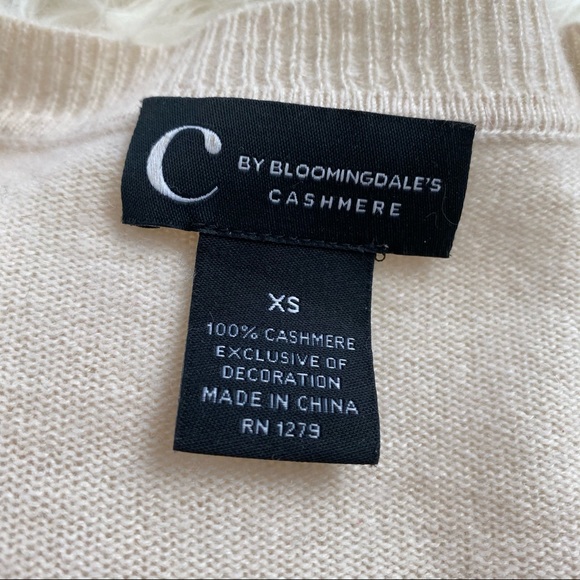 C
BY BLOOMINGDALE'S
CASHMERE
XS
100% CASHMERE
EXCLUSIVE OF
DECORATION
MADE IN CHINA
RN 1279